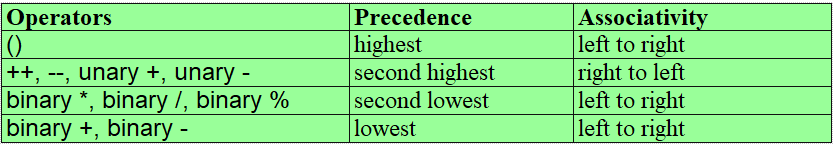 Operators Precedence Associativity
() highest left to right
++, --, unary +, unary - second highest right to left
binary *, binary /, binary % second lowest left to right
binary +, binary - lowest left to right